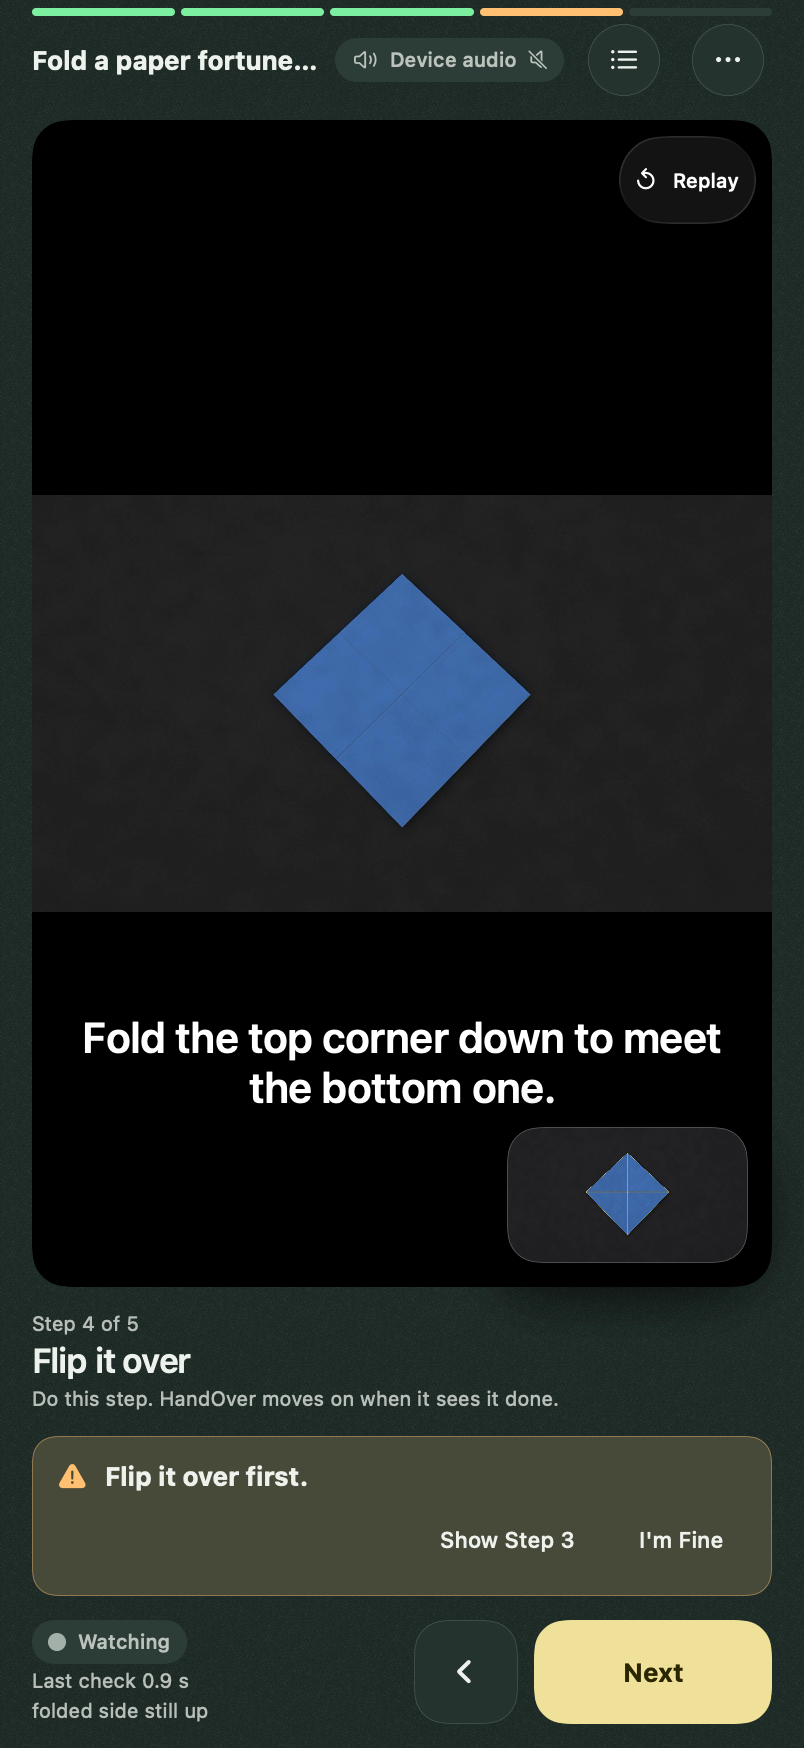 Fold a paper fortune...
Device audio
Replay
Fold the top corner down to meet
the bottom one.
Step 4 of 5
Flip it over
Do this step. HandOver moves on when it sees it done.
Flip it over first.
Show Step 3
I'm Fine
Watching
Last check 0.9 s
folded side still up
Next